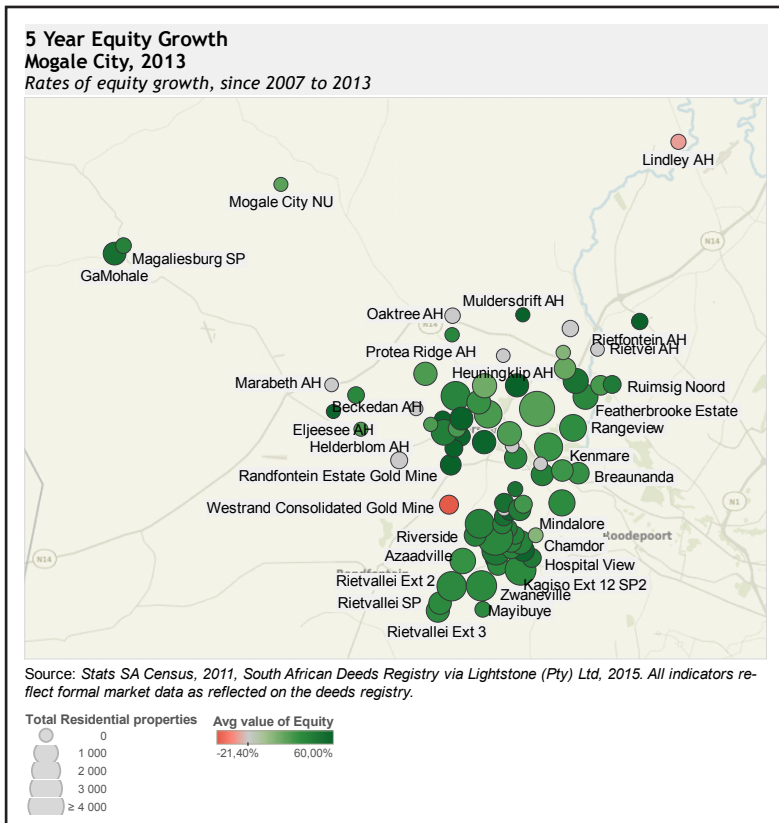 5 Year Equity Growth
Mogale City, 2013
Rates of equity growth, since 2007 to 2013
Lindley AH
Mogale City NU
N14
Magaliesburg SP
GaMohale
Muldersdrift AH
Oaktree AH
N14
Rietfontein AH
Rietvei AH
Protea Ridge AH
Heuningklip AH
Marabeth AH
Ruimsig Noord
Beckedan AH
Featherbrooke Estate
Eljeesee AH
Rangeview
Helderblom AH
Kenmare
Randfontein Estate Gold Mine
Breaunanda
N1
Westrand Consolidated Gold Mine
Mindalore
Riverside
Roodepoort
Chamdor
N14
Azaadville
Hospital View
Randfontein
Rietvallei Ext 2
Kagiso Ext 12 SP2
Zwaneville
Rietvallei SP
Mayibuye
Rietvallei Ext 3
Source: Stats SA Census, 2011, South African Deeds Registry via Lightstone (Pty) Ltd, 2015. All indicators re-
flect formal market data as reflected on the deeds registry.
Total Residential properties
0
1 000
2 000
3 000
≥ 4 000
Avg value of Equity
-21,40% 60,00%